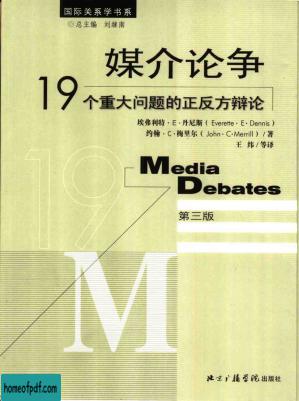 国际关系学书系
◎总主编 刘继南
媒介论争
19个重大问题的正反方辩论
埃弗利特·E·丹尼斯(Everette·E·Dennis)
约翰·C·梅里尔(John·C·Merrill)/著
王纬/等译
19
Media
Debates
第三版
M
北京广播学院出版社
homeofpdf.com